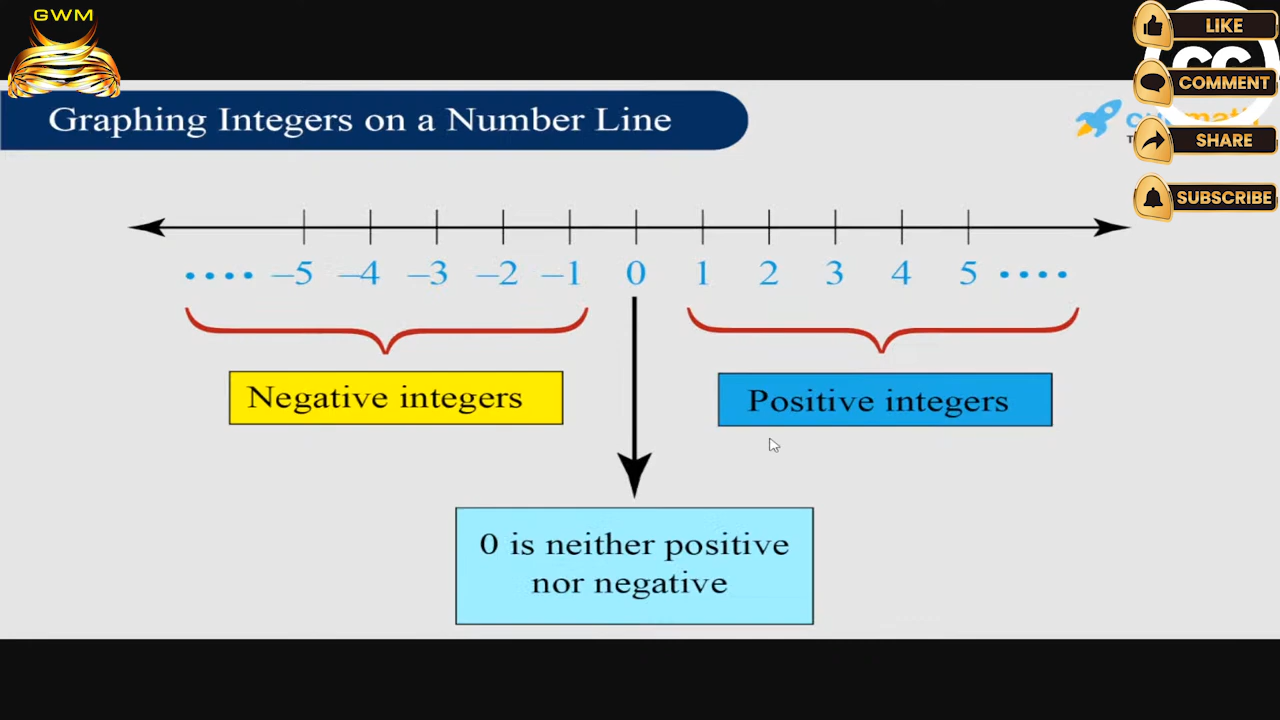 GWM
LIKE
COMMENT
SHARE
SUBSCRIBE
Graphing Integers on a Number Line
.... –5 –4 –3 –2 –1 0 1 2 3 4 5 ....
Negative integers
Positive integers
0 is neither positive
nor negative